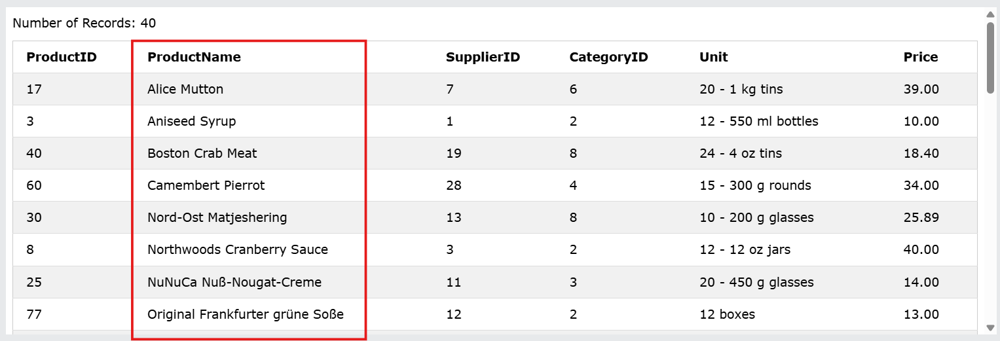 Number of Records: 40
ProductID ProductName SupplierID CategoryID Unit Price
17 Alice Mutton 7 6 20 - 1 kg tins 39.00
3 Aniseed Syrup 1 2 12 - 550 ml bottles 10.00
40 Boston Crab Meat 19 8 24 - 4 oz tins 18.40
60 Camembert Pierrot 28 4 15 - 300 g rounds 34.00
30 Nord-Ost Matjeshering 13 8 10 - 200 g glasses 25.89
8 Northwoods Cranberry Sauce 3 2 12 - 12 oz jars 40.00
25 NuNuCa Nuß-Nougat-Creme 11 3 20 - 450 g glasses 14.00
77 Original Frankfurter grüne Soße 12 2 12 boxes 13.00